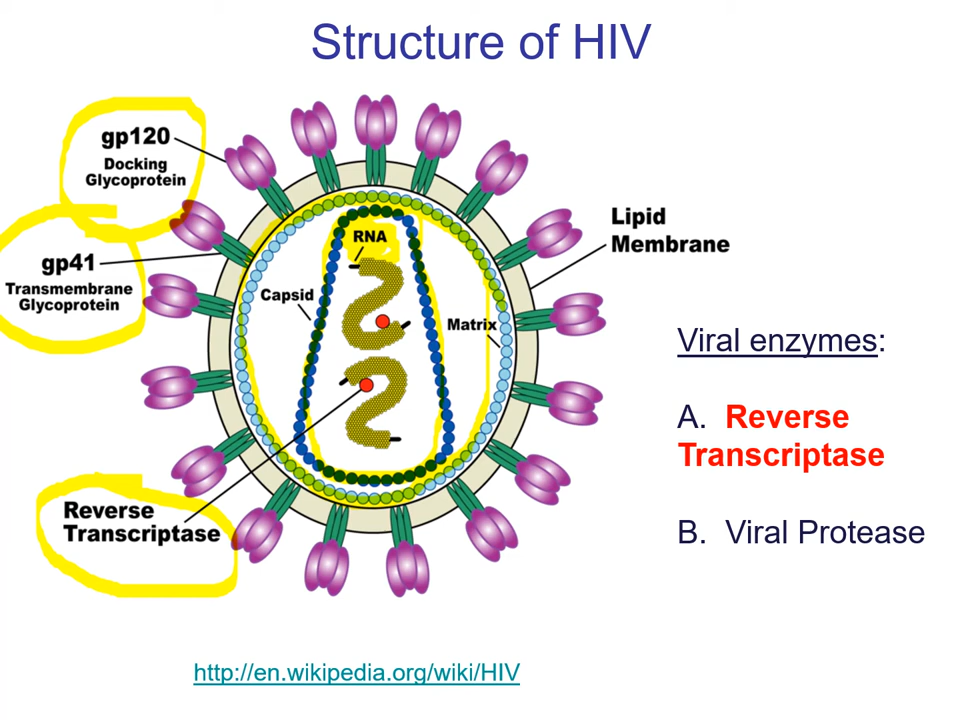 Structure of HIV
gp120
Docking
Glycoprotein
gp41
Transmembrane
Glycoprotein
RNA
Capsid
Matrix
Lipid
Membrane
Reverse
Transcriptase
Viral enzymes:
A. Reverse
Transcriptase
B. Viral Protease
http://en.wikipedia.org/wiki/HIV